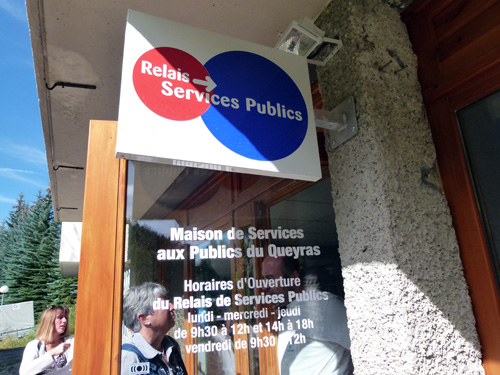 Relais
Services Publics
Maison de Services
aux Publics du Queyras
Horaires d'Ouverture
du Relais de Services Publics
lundi - mercredi - jeudi
de 9h30 à 12h et 14h à 18h
vendredi de 9h30 12h